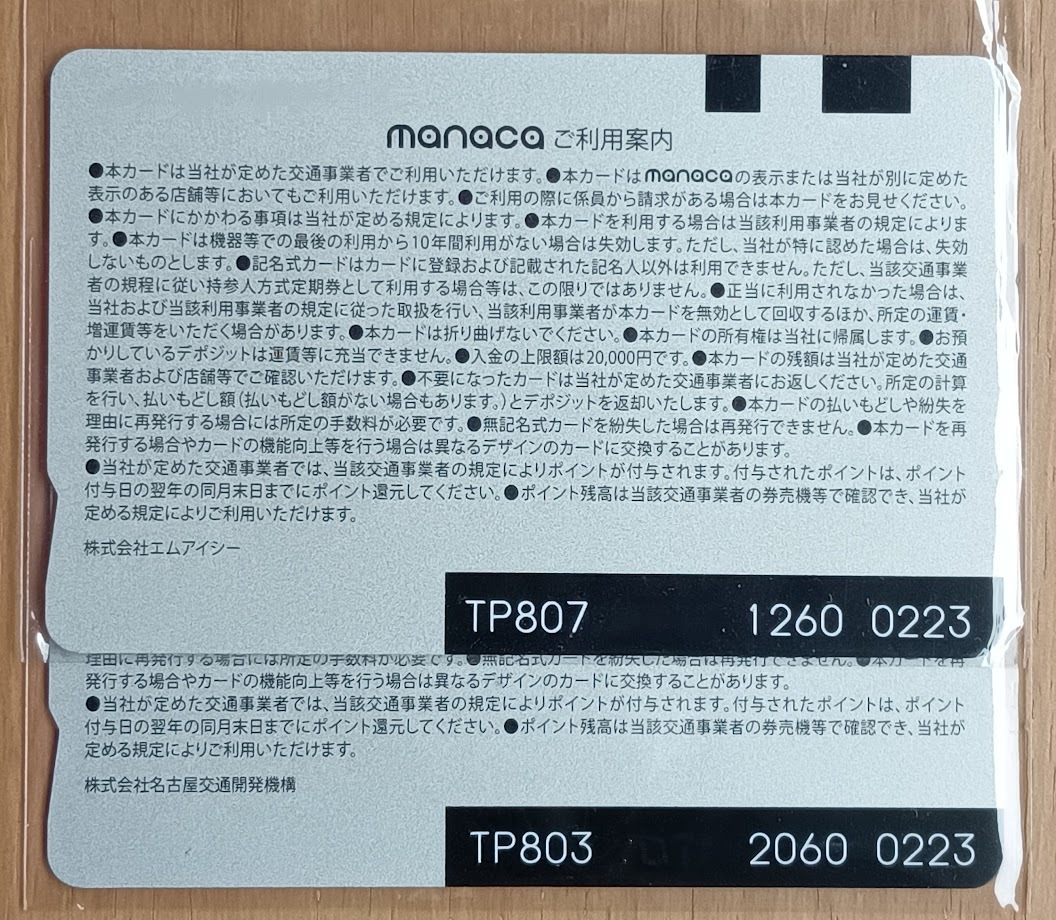 manaca ご利用案内
●本カードは当社が定めた交通事業者でご利用いただけます。●本カードはmanacaの表示または当社が別に定めた
表示のある店舗等においてもご利用いただけます。●ご利用の際に係員から請求がある場合は本カードをお見せください。
●本カードにかかわる事項は当社が定める規定によります。●本カードを利用する場合は当該利用事業者の規定によりま
す。●本カードは機器等での最後の利用から10年間利用がない場合は失効します。ただし、当社が特に認めた場合は、失効
しないものとします。●記名式カードはカードに登録および記載された記名人以外は利用できません。ただし、当該交通事業
者の規程に従い持参人方式定期券として利用する場合等は、この限りではありません。●正当に利用されなかった場合は、
当社および当該利用事業者の規定に従った取扱を行い、当該利用事業者が本カードを無効として回収するほか、所定の運賃・
増運賃等をいただく場合があります。●本カードは折り曲げないでください。●本カードの所有権は当社に帰属します。●お預
かりしているデポジットは運賃等に充当できません。●入金の上限額は20,000円です。●本カードの残額は当社が定めた交通
事業者および店舗等でご確認いただけます。●不要になったカードは当社が定めた交通事業者にお返しください。所定の計算
を行い、払いもどし額（払いもどし額がない場合もあります。）とデポジットを返却いたします。●本カードの払いもどしや紛失を
理由に再発行する場合には所定の手数料が必要です。●無記名式カードを紛失した場合は再発行できません。●本カードを再
発行する場合やカードの機能向上等を行う場合は異なるデザインのカードに交換することがあります。
●当社が定めた交通事業者では、当該交通事業者の規定によりポイントが付与されます。付与されたポイントは、ポイント
付与日の翌年の同月末日までにポイント還元してください。●ポイント残高は当該交通事業者の券売機等で確認でき、当社が
定める規定によりご利用いただけます。
株式会社エムアイシー
TP807 1260 0223
理由に再発行する場合には所定の手数料が必要です。●無記名式カードを紛失した場合は再発行できません。●本カードを再
発行する場合やカードの機能向上等を行う場合は異なるデザインのカードに交換することがあります。
●当社が定めた交通事業者では、当該交通事業者の規定によりポイントが付与されます。付与されたポイントは、ポイント
付与日の翌年の同月末日までにポイント還元してください。●ポイント残高は当該交通事業者の券売機等で確認でき、当社が
定める規定によりご利用いただけます。
株式会社名古屋交通開発機構
TP803 2060 0223